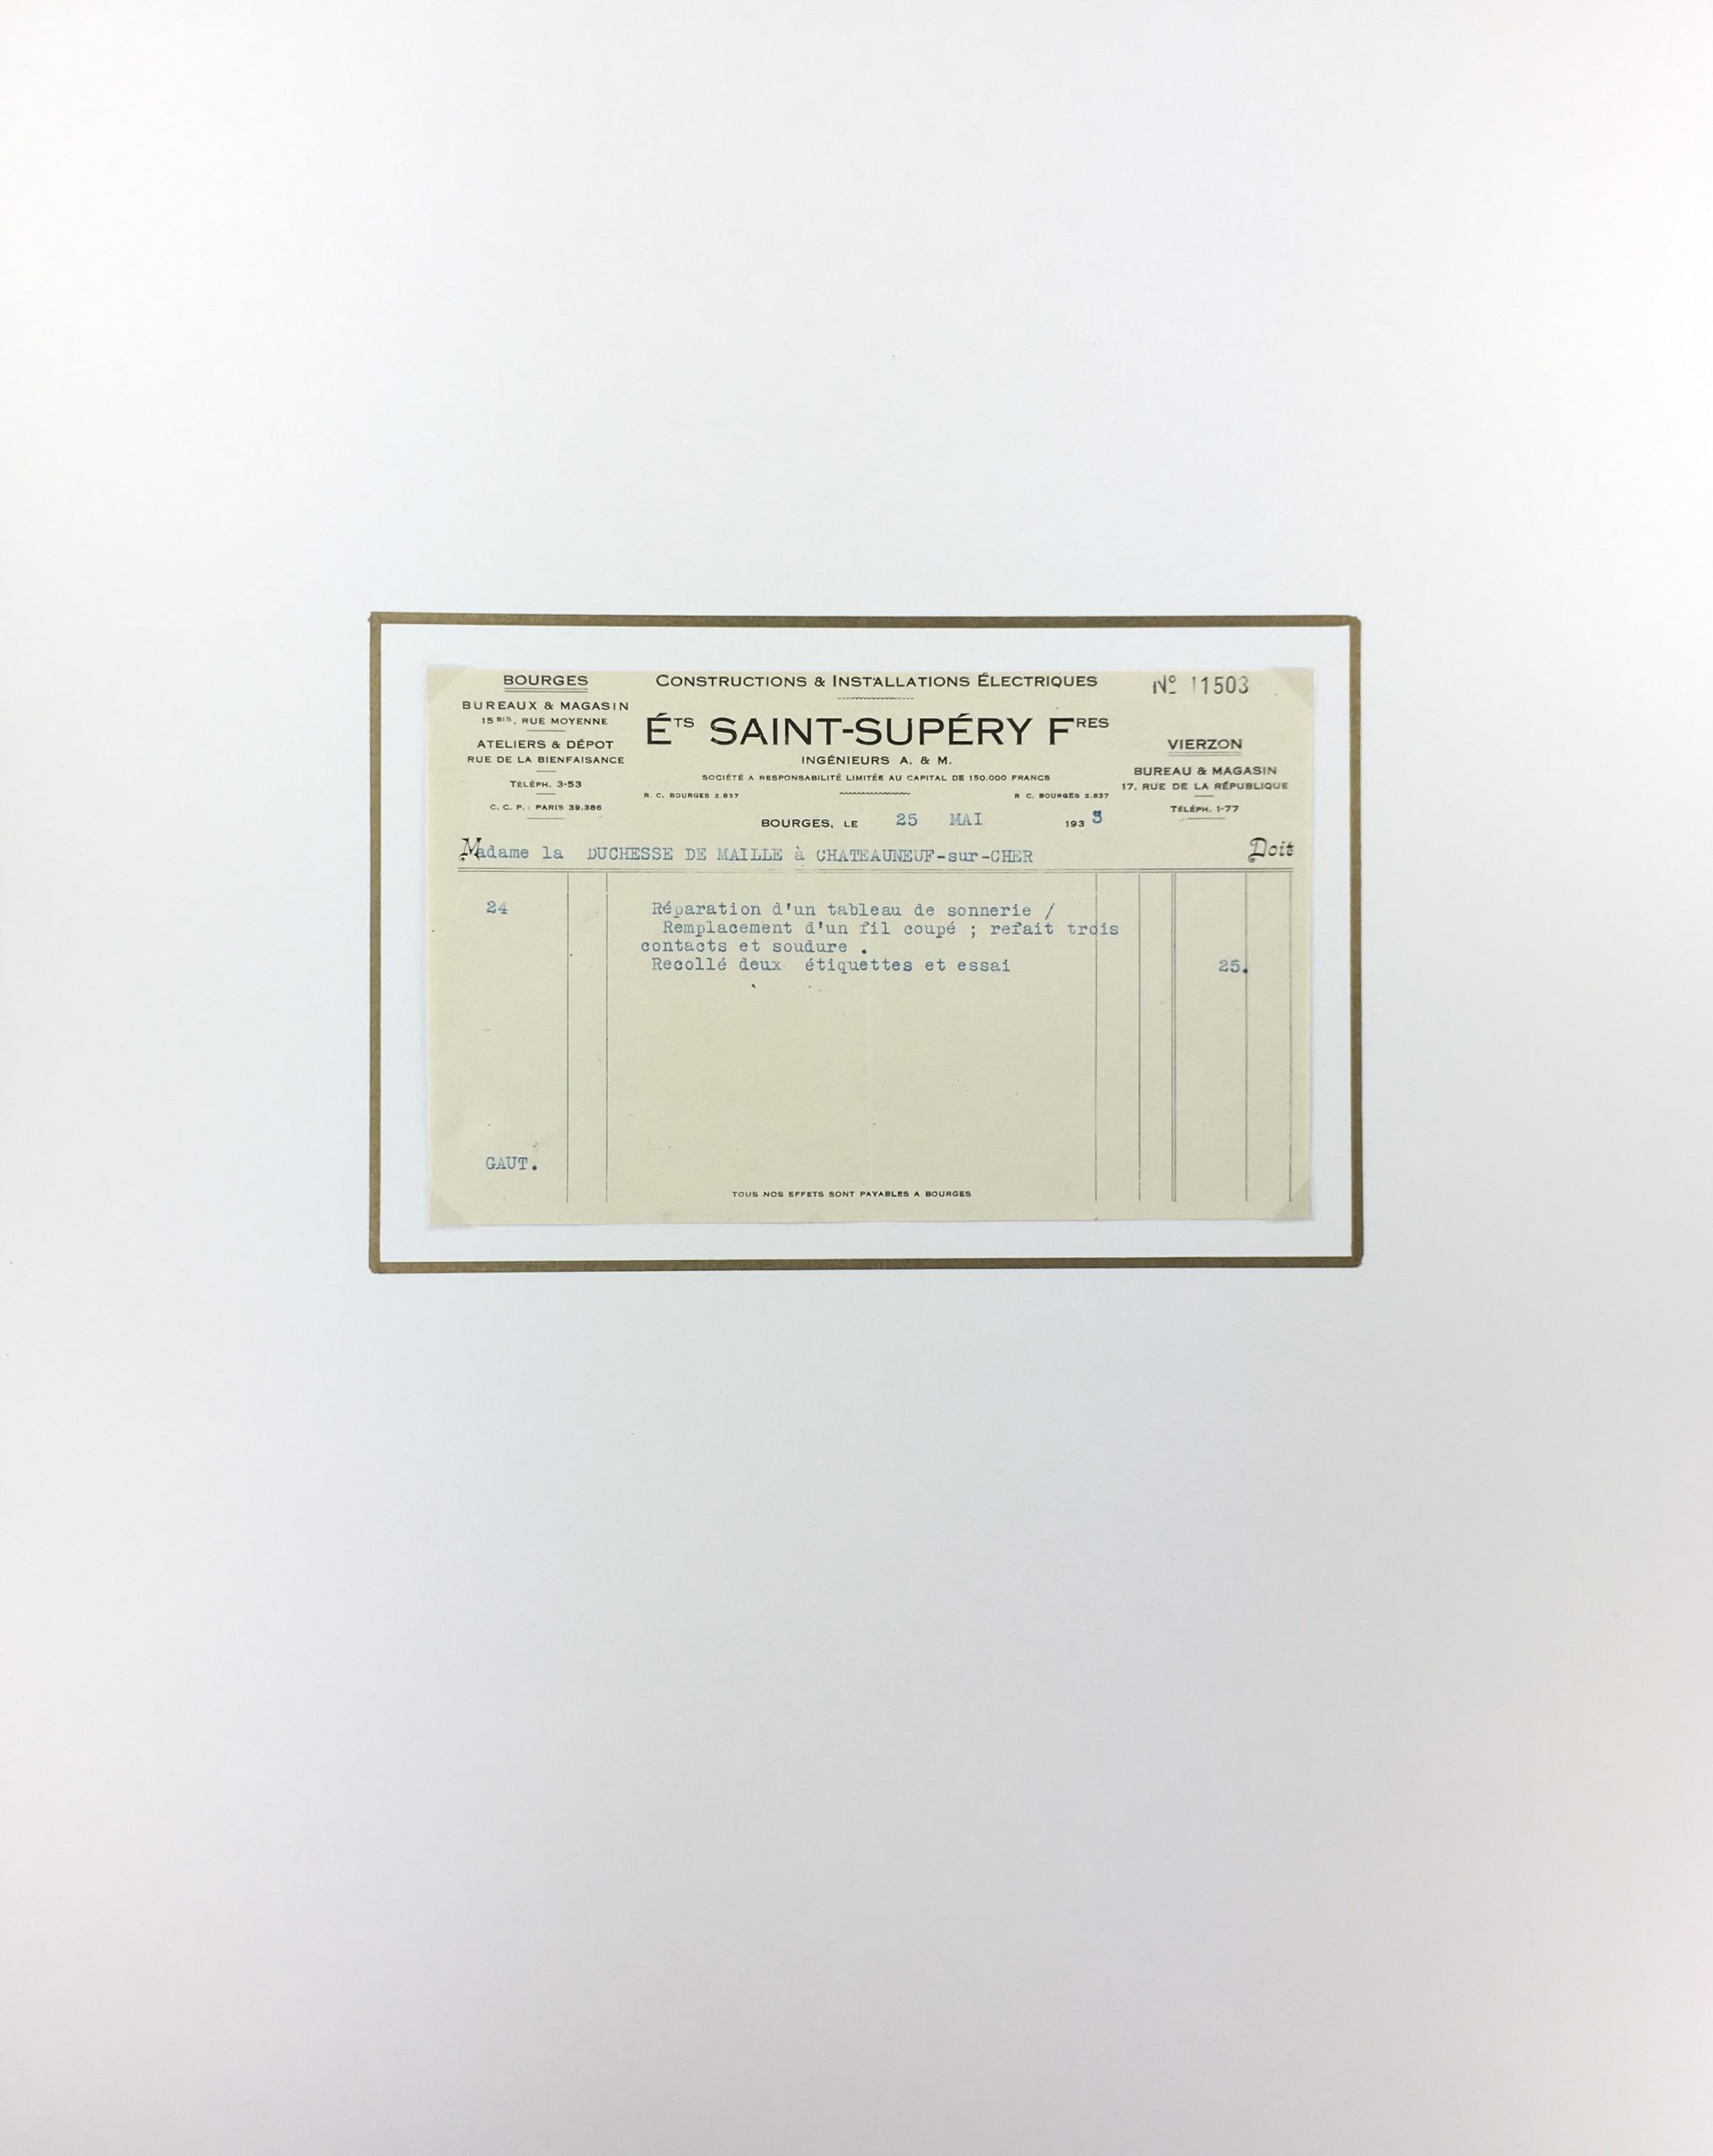 BOURGES
BUREAUX & MAGASIN
15 BIS, RUE MOYENNE
ATELIERS & DÉPOT
RUE DE LA BIENFAISANCE
TÉLÉPH. 3-53
C. C. P. : PARIS 39.386
CONSTRUCTIONS & INSTALLATIONS ÉLECTRIQUES
ÉTS SAINT-SUPÉRY FRES
INGÉNIEURS A. & M.
SOCIÉTÉ A RESPONSABILITÉ LIMITÉE AU CAPITAL DE 150.000 FRANCS
R. C. BOURGES 2.637 R. C. BOURGES 2.637
Nº 11503
VIERZON
BUREAU & MAGASIN
17, RUE DE LA RÉPUBLIQUE
TÉLÉPH. 1-77
BOURGES, LE 25 MAI 1933
Madame la DUCHESSE DE MAILLE à CHATEAUNEUF-sur-CHER Doit
24 Réparation d'un tableau de sonnerie /
Remplacement d'un fil coupé ; refait trois
contacts et soudure .
Recollé deux étiquettes et essai 25.
GAUT.
TOUS NOS EFFETS SONT PAYABLES A BOURGES